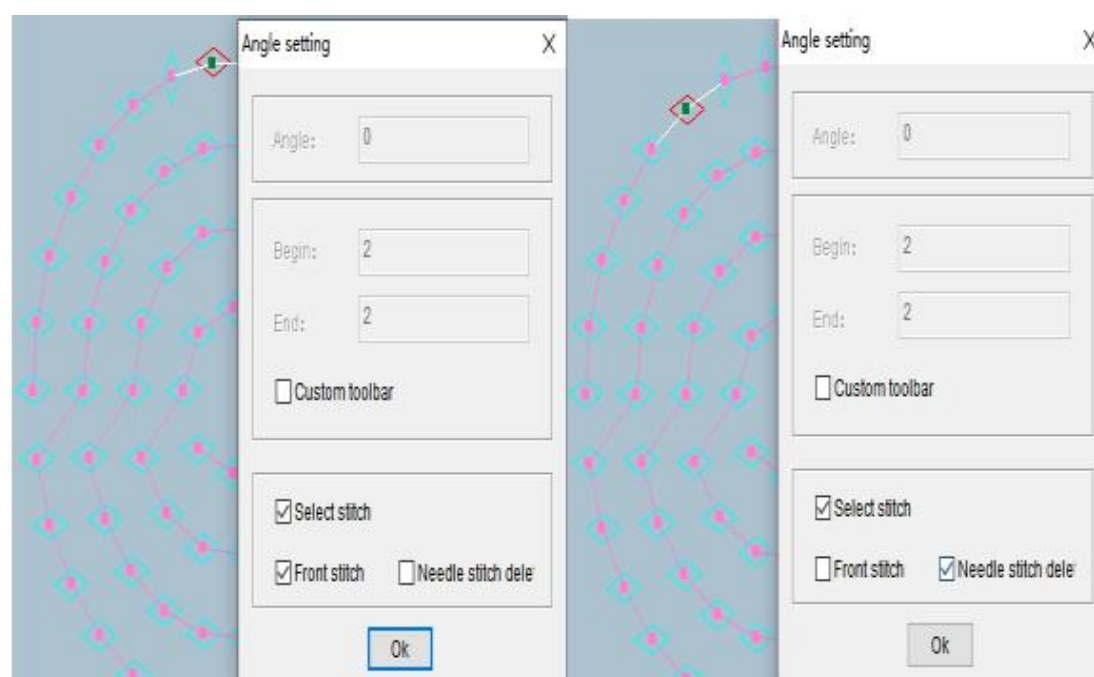 Angle setting X
Angle: 0
Begin: 2
End: 2
Custom toolbar
Select stitch
Front stitch Needle stitch dele
Ok
Angle setting X
Angle: 0
Begin: 2
End: 2
Custom toolbar
Select stitch
Front stitch Needle stitch dele
Ok